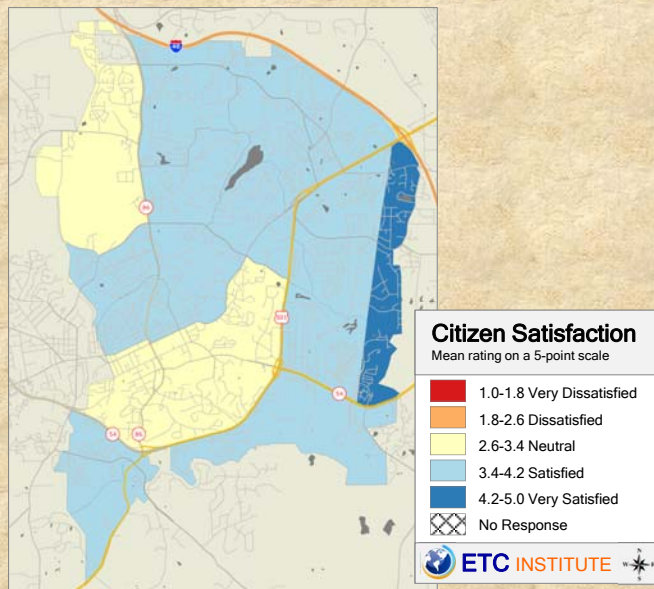 40
86
501
54
54
86
Citizen Satisfaction
Mean rating on a 5-point scale
1.0-1.8 Very Dissatisfied
1.8-2.6 Dissatisfied
2.6-3.4 Neutral
3.4-4.2 Satisfied
4.2-5.0 Very Satisfied
No Response
ETC INSTITUTE
N
W
E
S